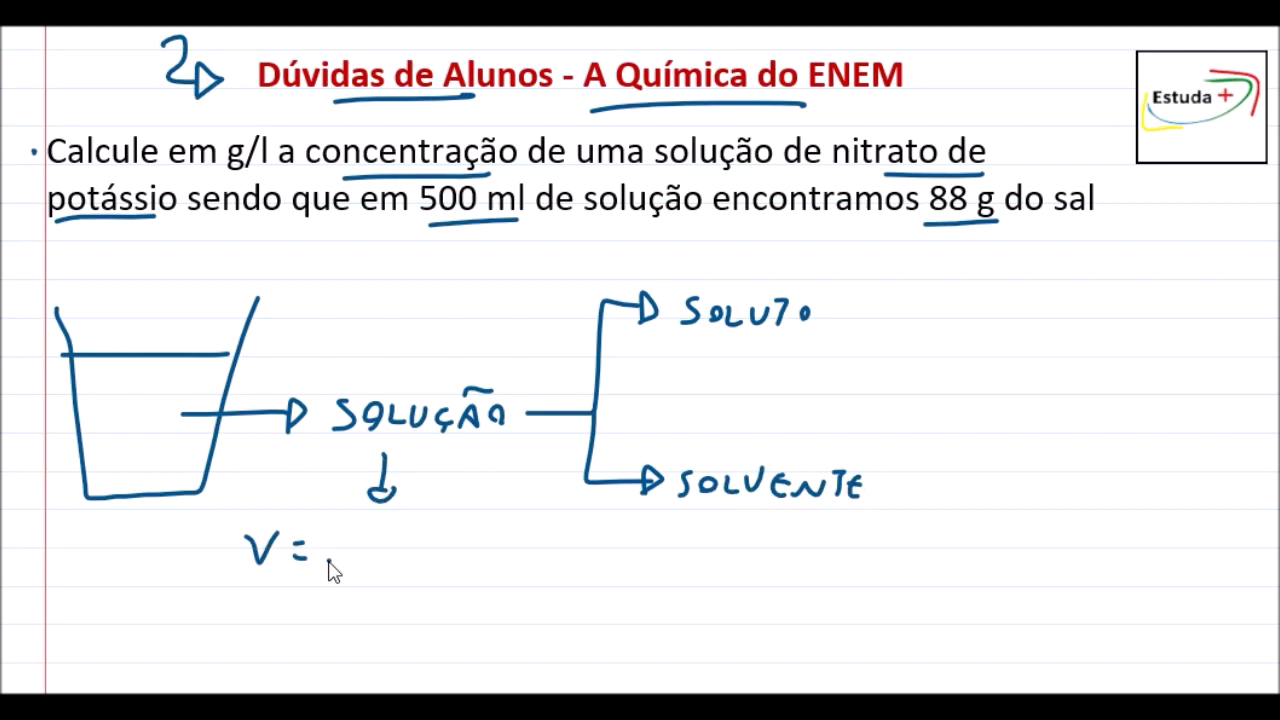 Dúvidas de Alunos - A Química do ENEM
Estuda +
Calcule em g/l a concentração de uma solução de nitrato de
potássio sendo que em 500 ml de solução encontramos 88 g do sal
SOLUTO
SOLUÇÃO
SOLVENTE
V =